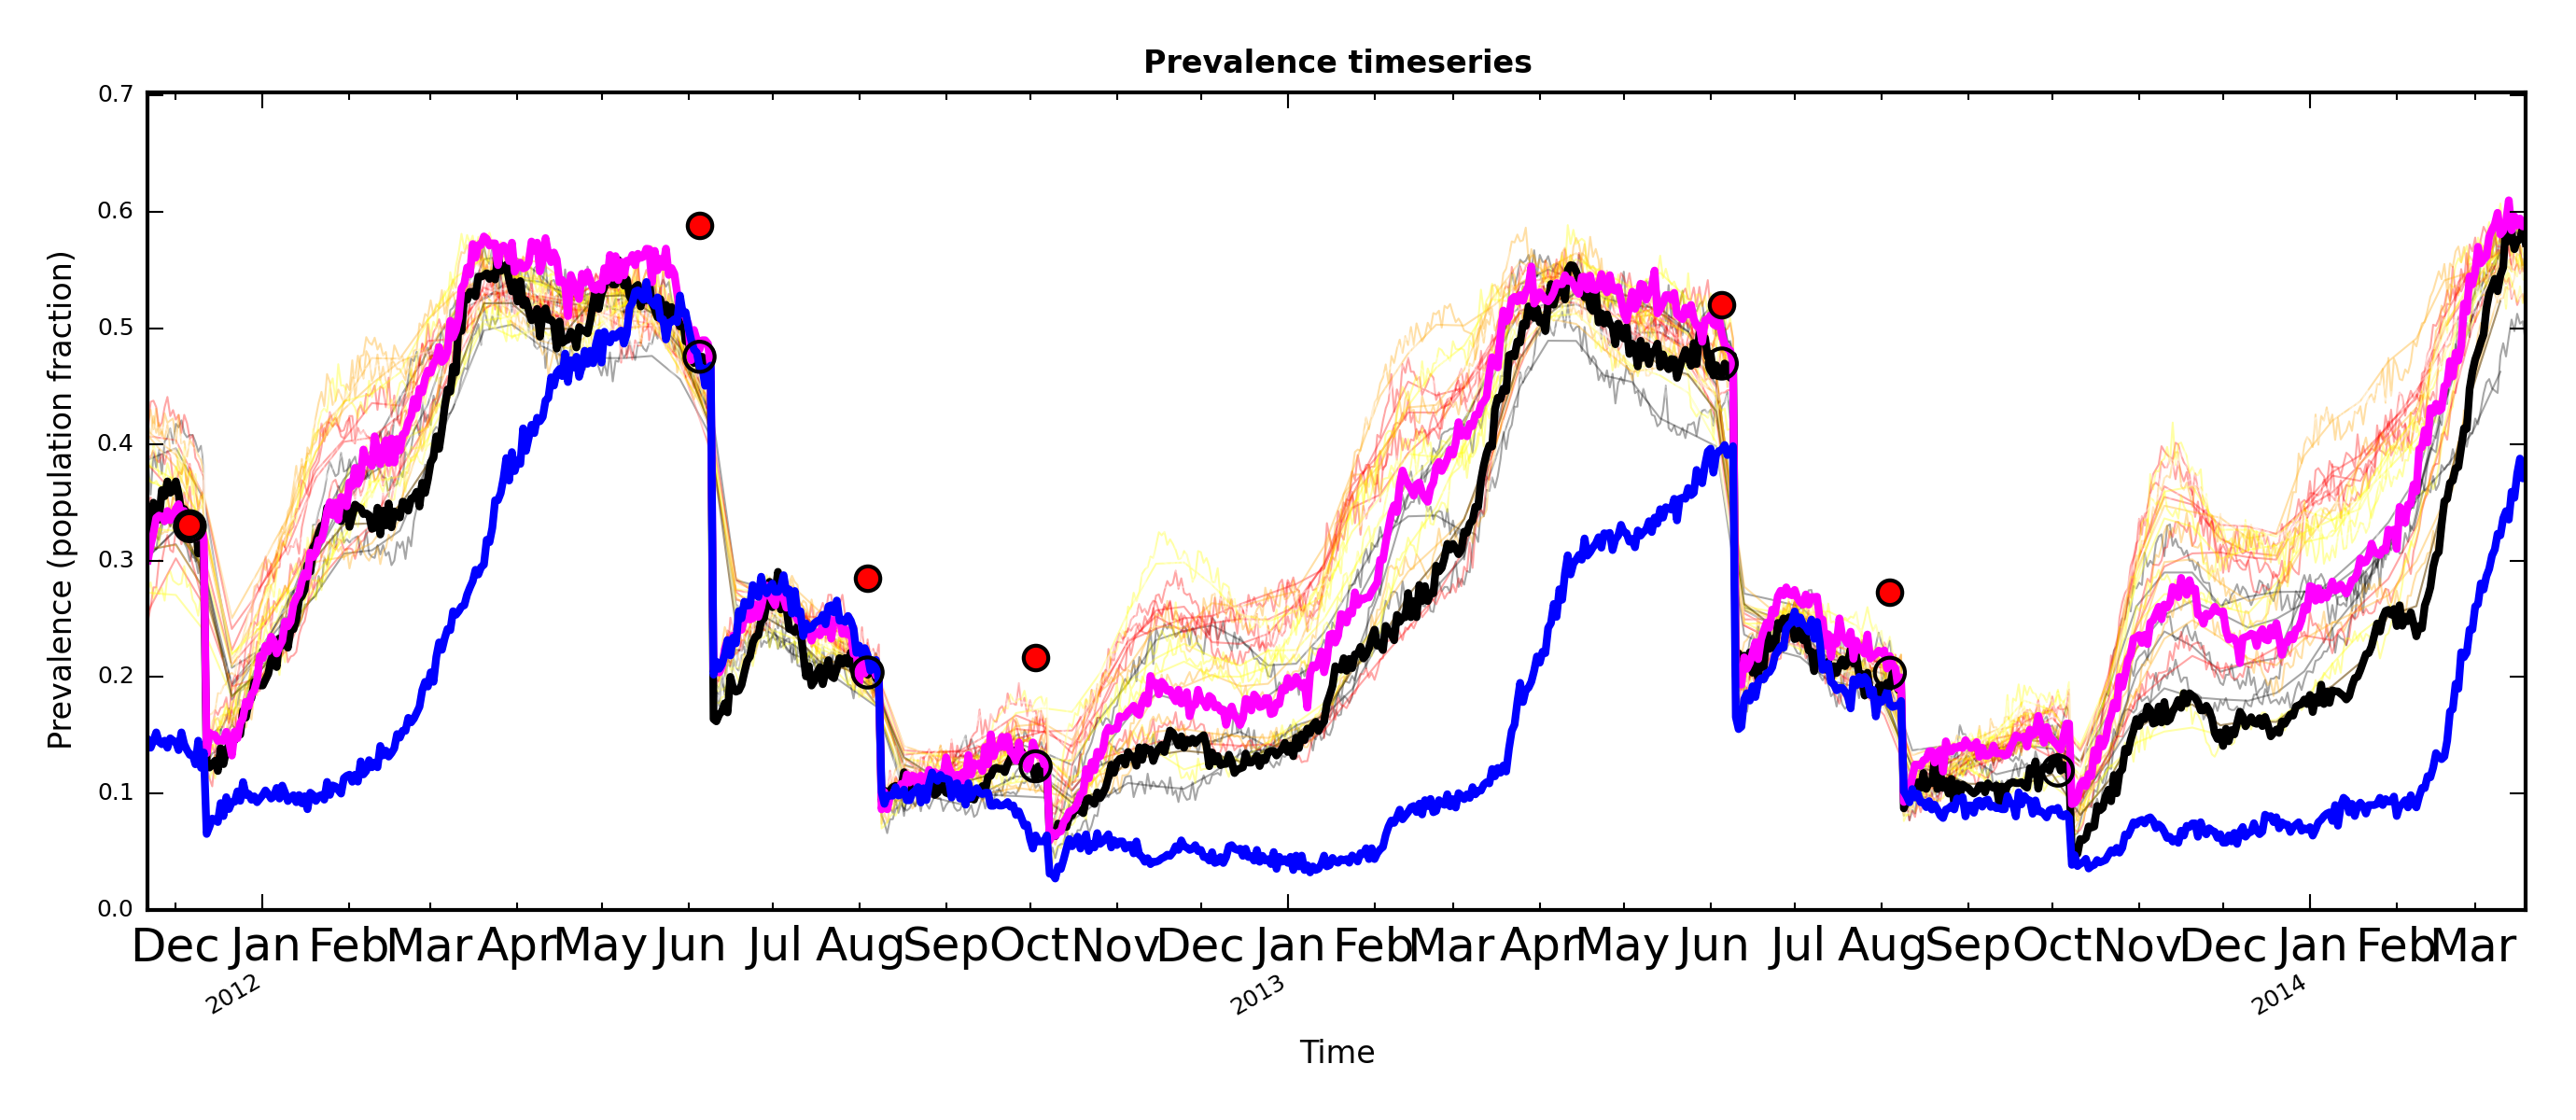 Prevalence timeseries
0.7
0.6
0.5
0.4
0.3
0.2
0.1
0.0
Prevalence (population fraction)
Dec Jan Feb Mar Apr May Jun Jul Aug Sep Oct Nov Dec Jan Feb Mar Apr May Jun Jul Aug Sep Oct Nov Dec Jan Feb Mar
2012 2013 2014
Time